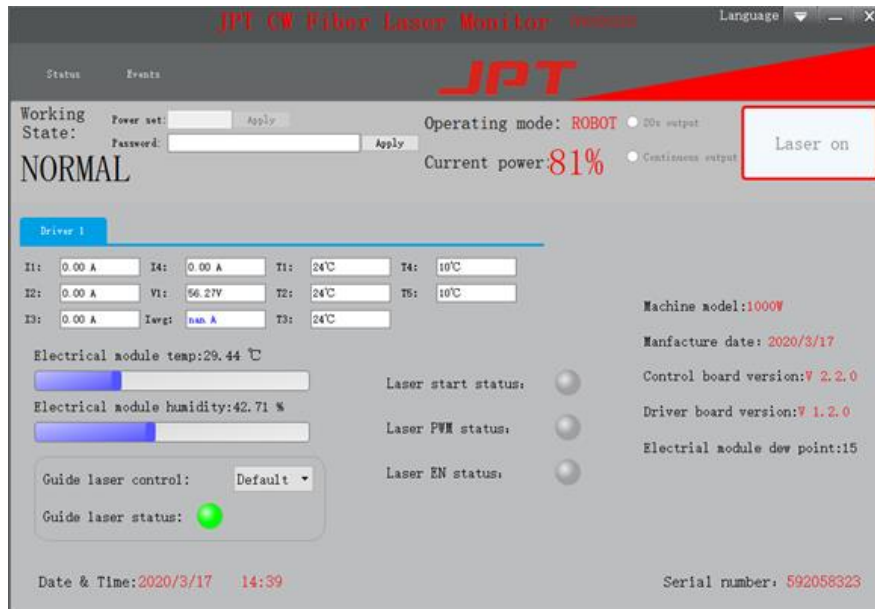 JPT CW Fiber Laser Monitor
Language
X
Status Events
JPT
Working State:
NORMAL
Power set: Apply
Password: Apply
Operating mode: ROBOT
Current power:81%
20s output
Continuous output
Laser on
Driver 1
I1: 0.00 A I4: 0.00 A T1: 24℃ T4: 10℃
I2: 0.00 A V1: 56.27V T2: 24℃ T5: 10℃
I3: 0.00 A Iavg: nan A T3: 24℃
Electrical module temp:29.44 ℃
Electrical module humidity:42.71 %
Guide laser control: Default
Guide laser status:
Laser start status:
Laser PWM status:
Laser EN status:
Machine model:1000W
Manfacture date: 2020/3/17
Control board version:V 2.2.0
Driver board version:V 1.2.0
Electrial module dew point:15
Date & Time:2020/3/17 14:39
Serial number: 592058323